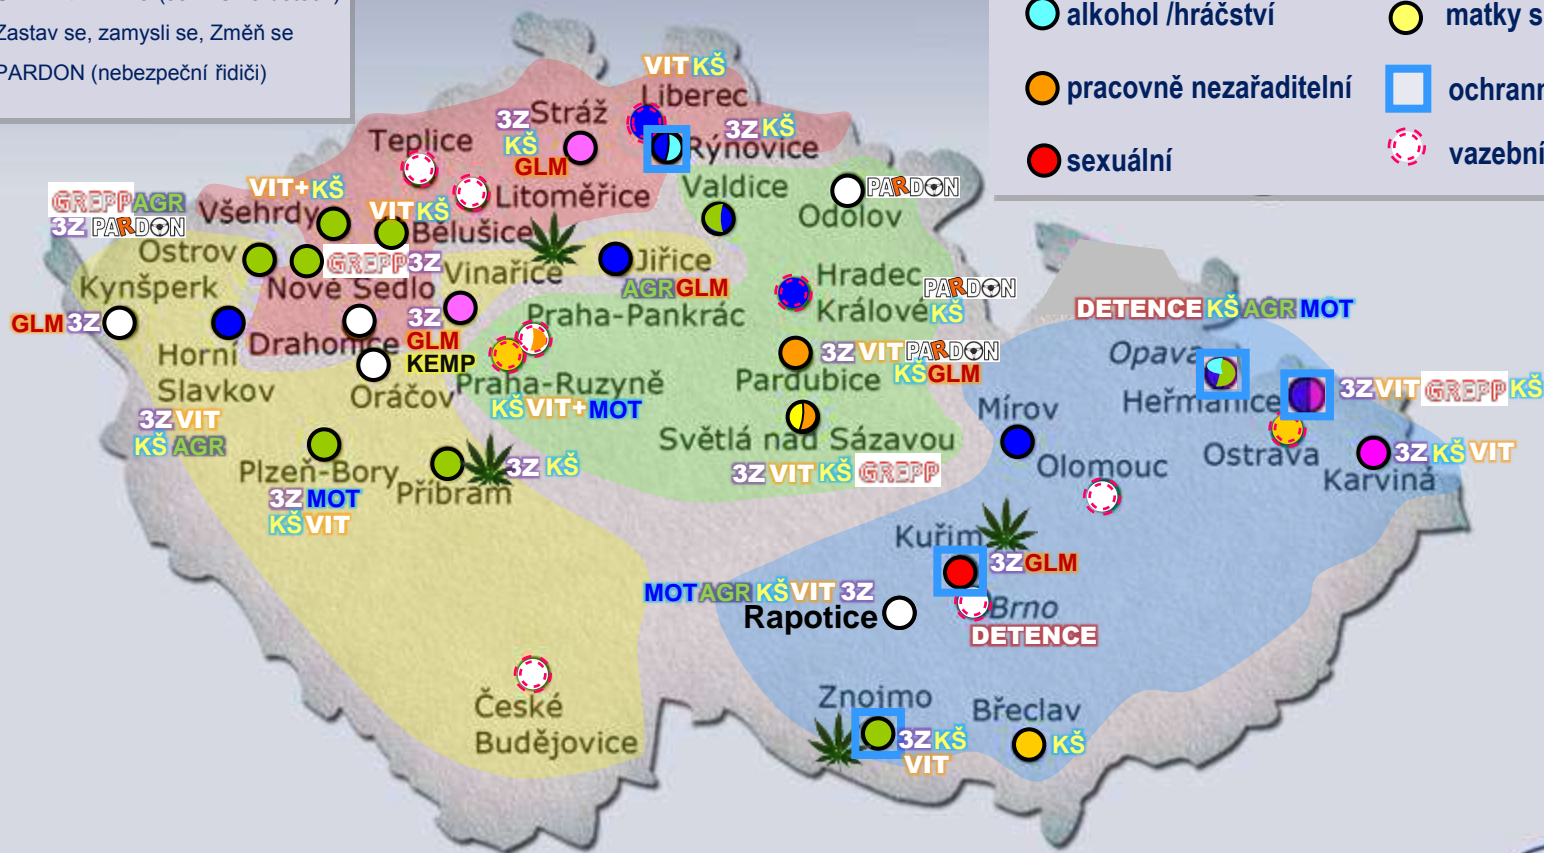 Zastav se, zamysli se, Změň se
PARDON (nebezpeční řidiči)
alkohol /hráčství
matky s
pracovně nezařaditelní
ochrann
sexuální
vazební
VIT KŠ
Liberec
3Z
Stráž
KŠ
GLM
3Z KŠ
Rýnovice
Teplice
Litoměřice
Valdice
PARDON
Odolov
GREPP AGR
3Z PARDON
VIT+KŠ
Všehrdy
VIT KŠ
Bělušice
Ostrov
GREPP 3Z
Nové Sedlo
Vinařice
Jiřice
AGR GLM
Hradec
Králové
PARDON
KŠ
Kynšperk
GLM 3Z
Horní
Slavkov
3Z VIT
KŠ AGR
Drahonice
3Z
GLM
KEMP
Oráčov
Praha-Pankrác
Praha-Ruzyně
KŠ VIT+MOT
3Z VIT PARDON
KŠ GLM
Pardubice
Světlá nad Sázavou
3Z VIT KŠ GREPP
DETENCE KŠ AGR MOT
Opava
Heřmanice
3Z VIT GREPP KŠ
Mírov
Ostrava
3Z KŠ VIT
Karviná
Olomouc
Plzeň-Bory
3Z MOT
KŠ VIT
Příbram
3Z KŠ
Kuřim
3Z GLM
MOT AGR KŠ VIT 3Z
Rapotice
Brno
DETENCE
České
Budějovice
Znojmo
3Z KŠ
VIT
Břeclav
KŠ